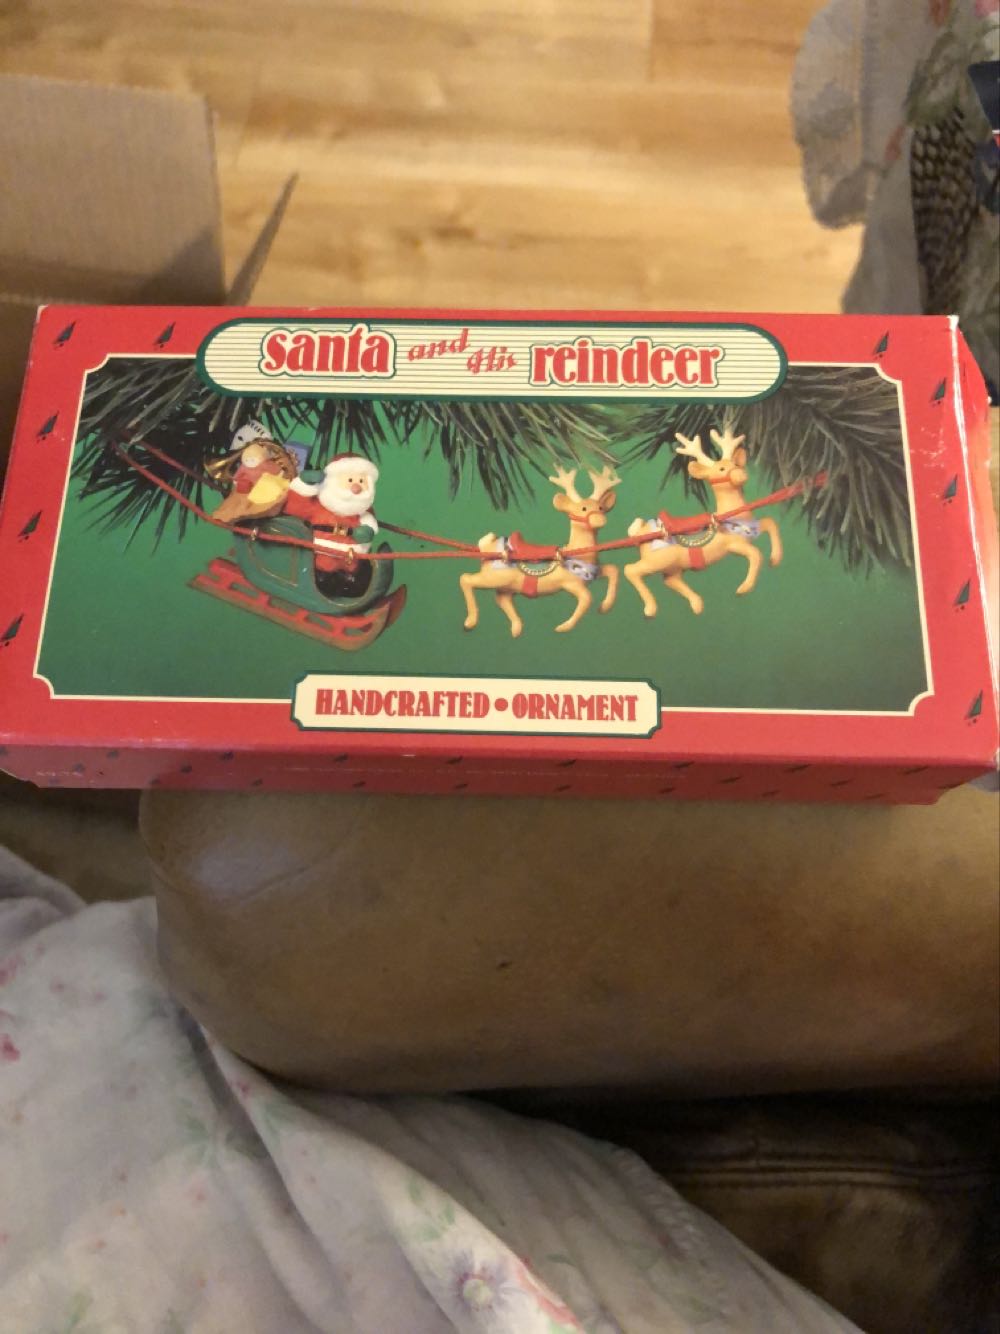 santa and His reindeer
HANDCRAFTED • ORNAMENT